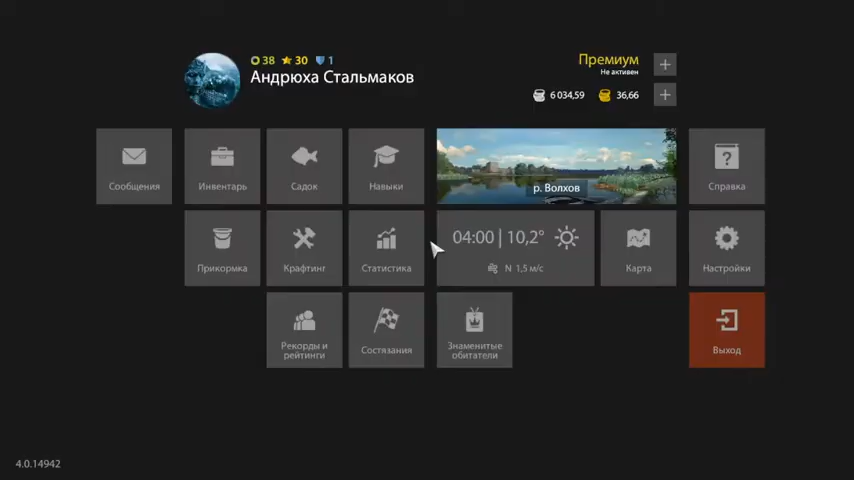 38 30 1
Андрюха Стальмаков
Премиум
Не активен
6 034,59 36,66
Сообщения
Инвентарь
Садок
Навыки
р. Волхов
Справка
Прикормка
Крафтинг
Статистика
04:00 | 10,2°
N 1,5 м/с
Карта
Настройки
Рекорды и
рейтинги
Состязания
Знаменитые
обитатели
Выход
4.0.14942